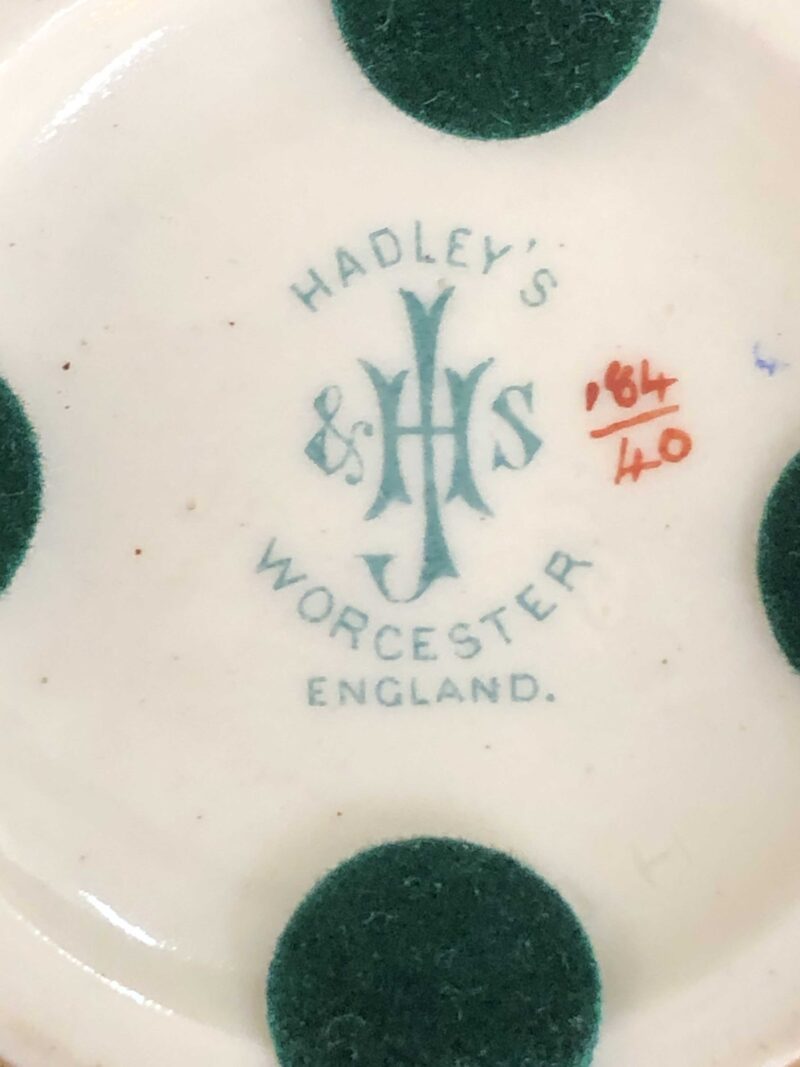 HADLEY'S
& JHS
WORCESTER
ENGLAND.
184
40